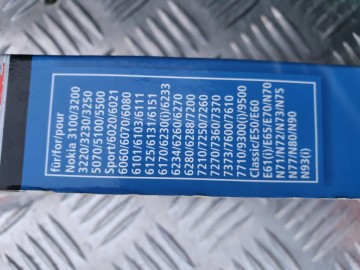 für/for/pour
Nokia 3100/3200
3220/3230/3250
5070/5100/5500
Sport/6020/6021
6060/6070/6080
6101/6103/6111
6125/6131/6151
6170/6230(i)/6233
6234/6260/6270
6280/6288/7200
7210/7250/7260
7270/7360/7370
7373/7600/7610
7710/9300(i)/9500
Classic/E50/E60
E61(i)/E65/E70/N70
N71/N72/N73/N75
N77/N80/N90
N93(i)